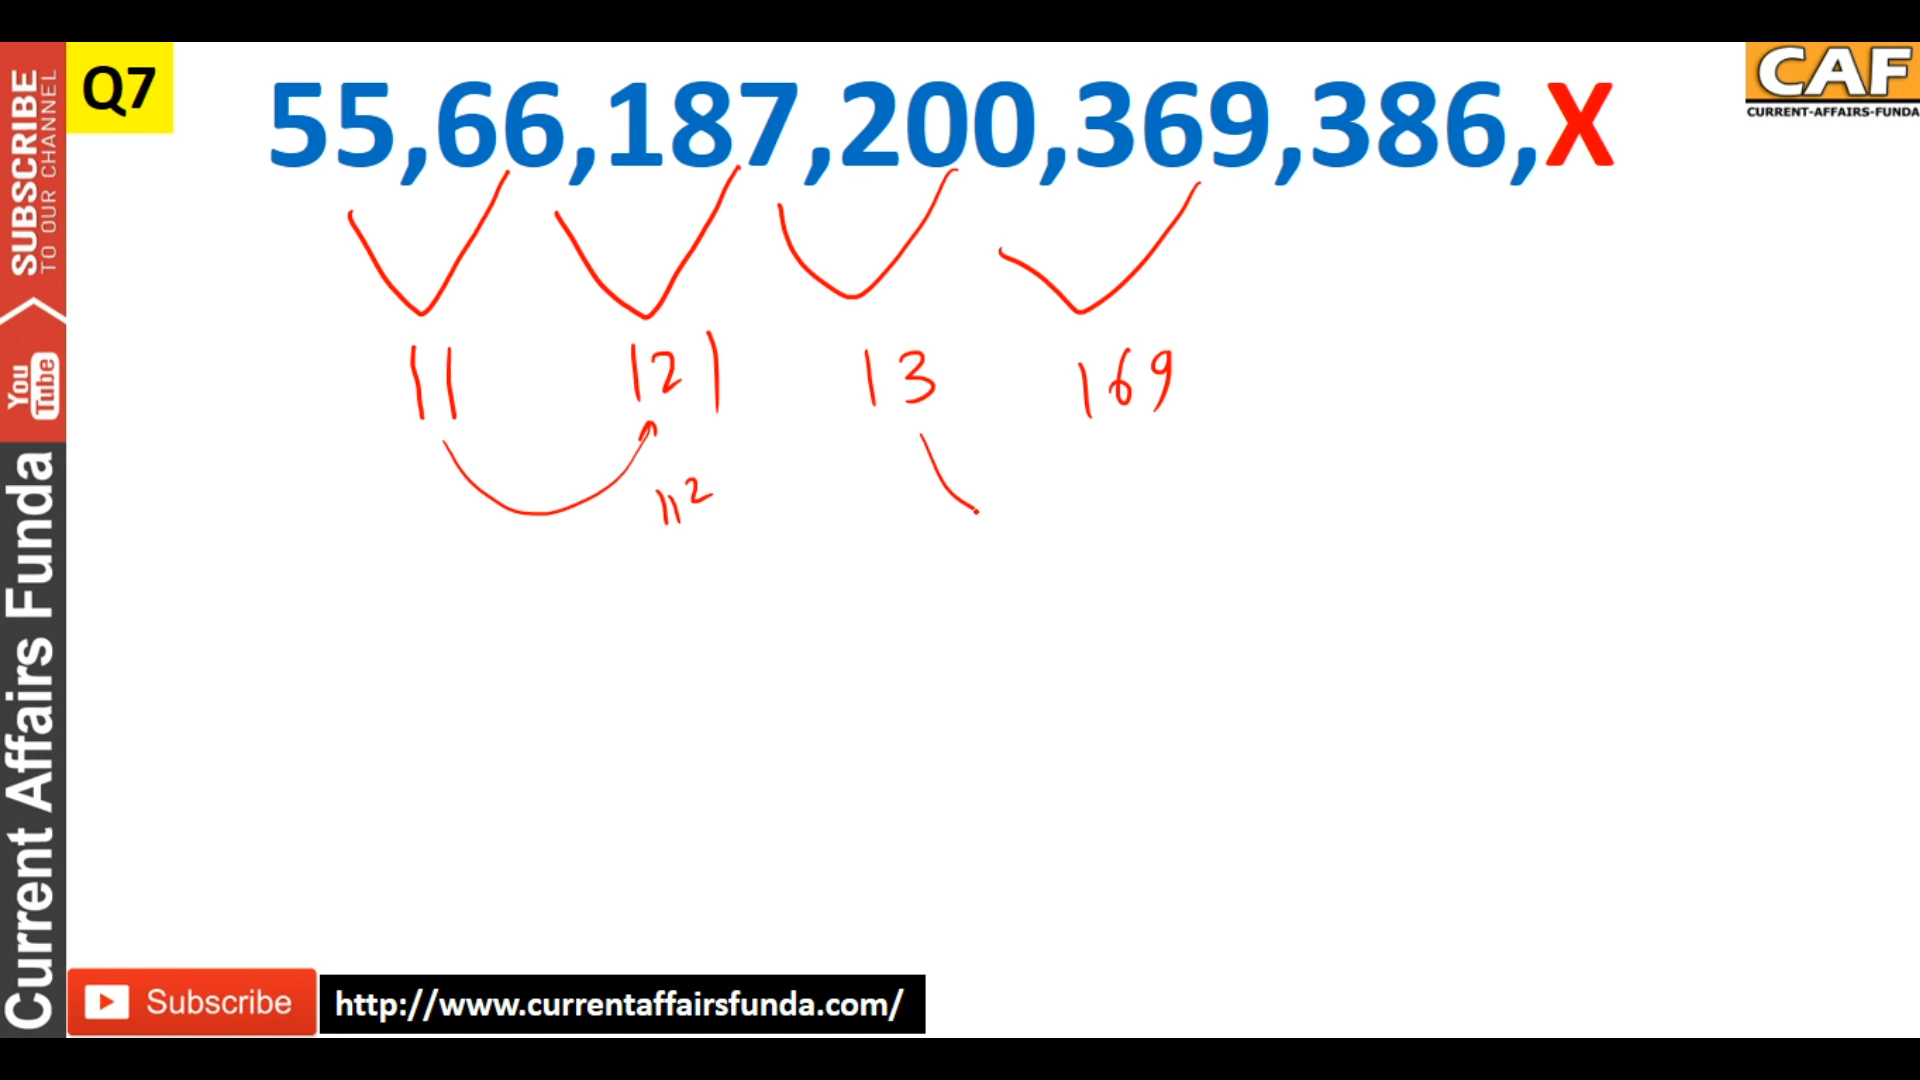 Q7
55,66,187,200,369,386,X
CAF
CURRENT-AFFAIRS-FUNDA
11 121 13 169
11²
SUBSCRIBE
TO OUR CHANNEL
You Tube
Current Affairs Funda
Subscribe
http://www.currentaffairsfunda.com/